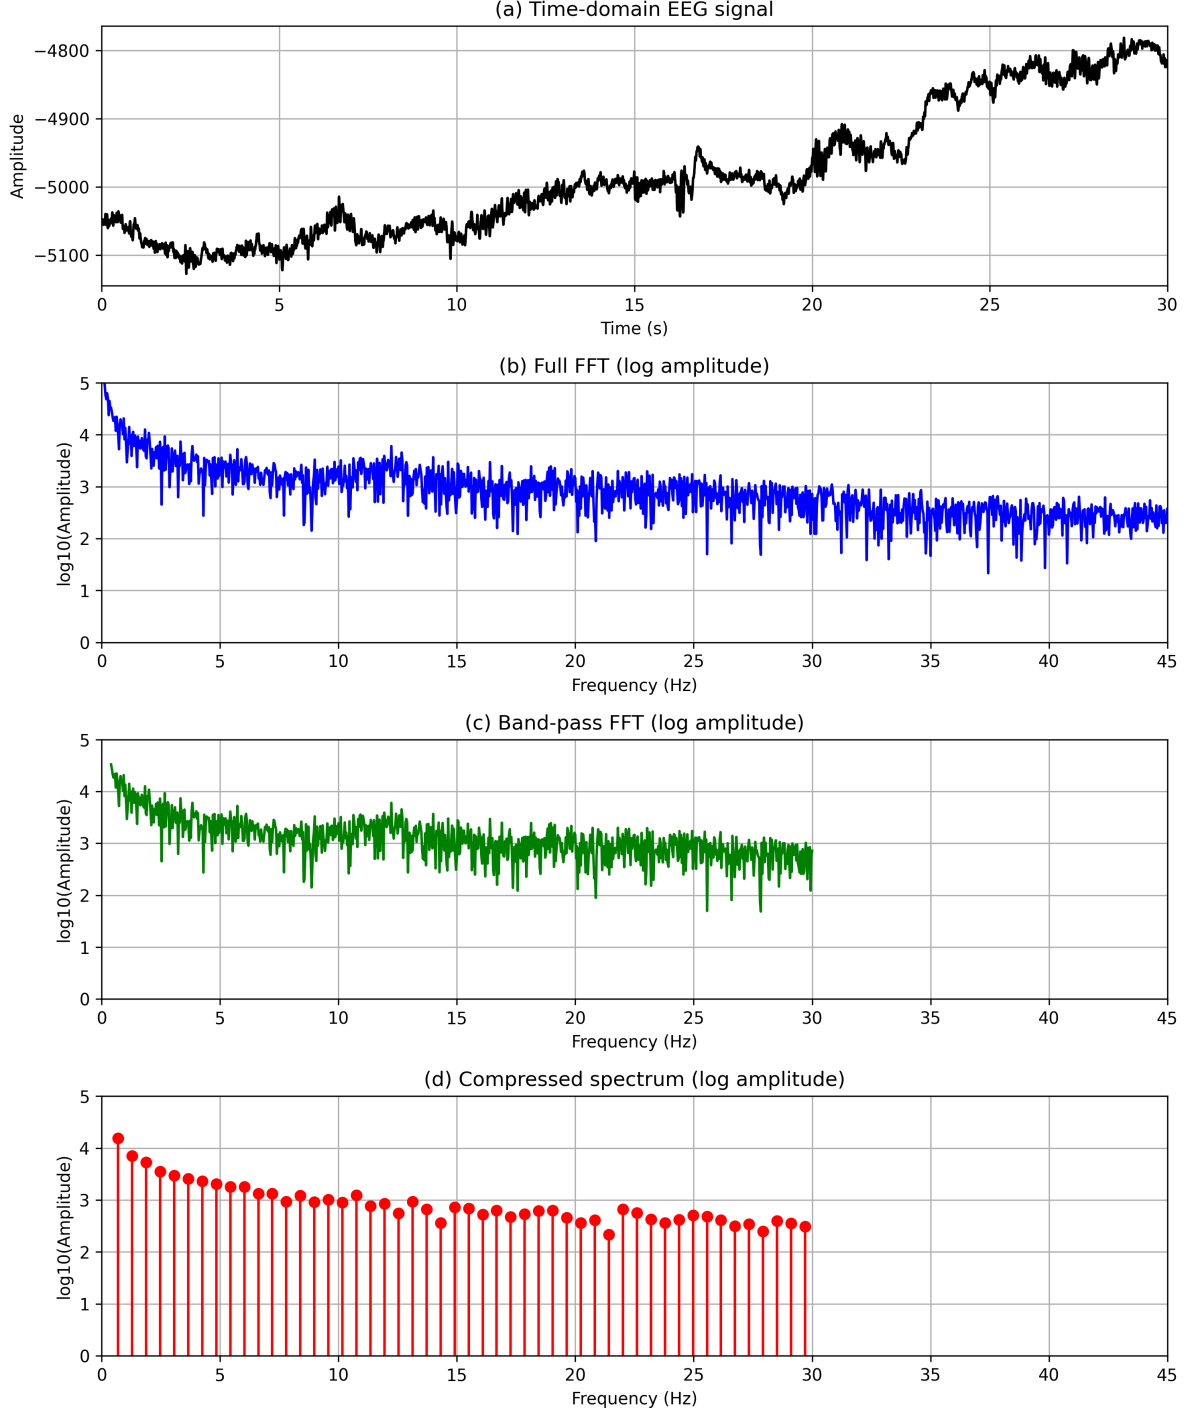 (a) Time-domain EEG signal
−4800
−4900
−5000
−5100
Amplitude
0 5 10 15 20 25 30
Time (s)
(b) Full FFT (log amplitude)
5
4
3
2
1
0
log10(Amplitude)
0 5 10 15 20 25 30 35 40 45
Frequency (Hz)
(c) Band-pass FFT (log amplitude)
5
4
3
2
1
0
log10(Amplitude)
0 5 10 15 20 25 30 35 40 45
Frequency (Hz)
(d) Compressed spectrum (log amplitude)
5
4
3
2
1
0
log10(Amplitude)
0 5 10 15 20 25 30 35 40 45
Frequency (Hz)